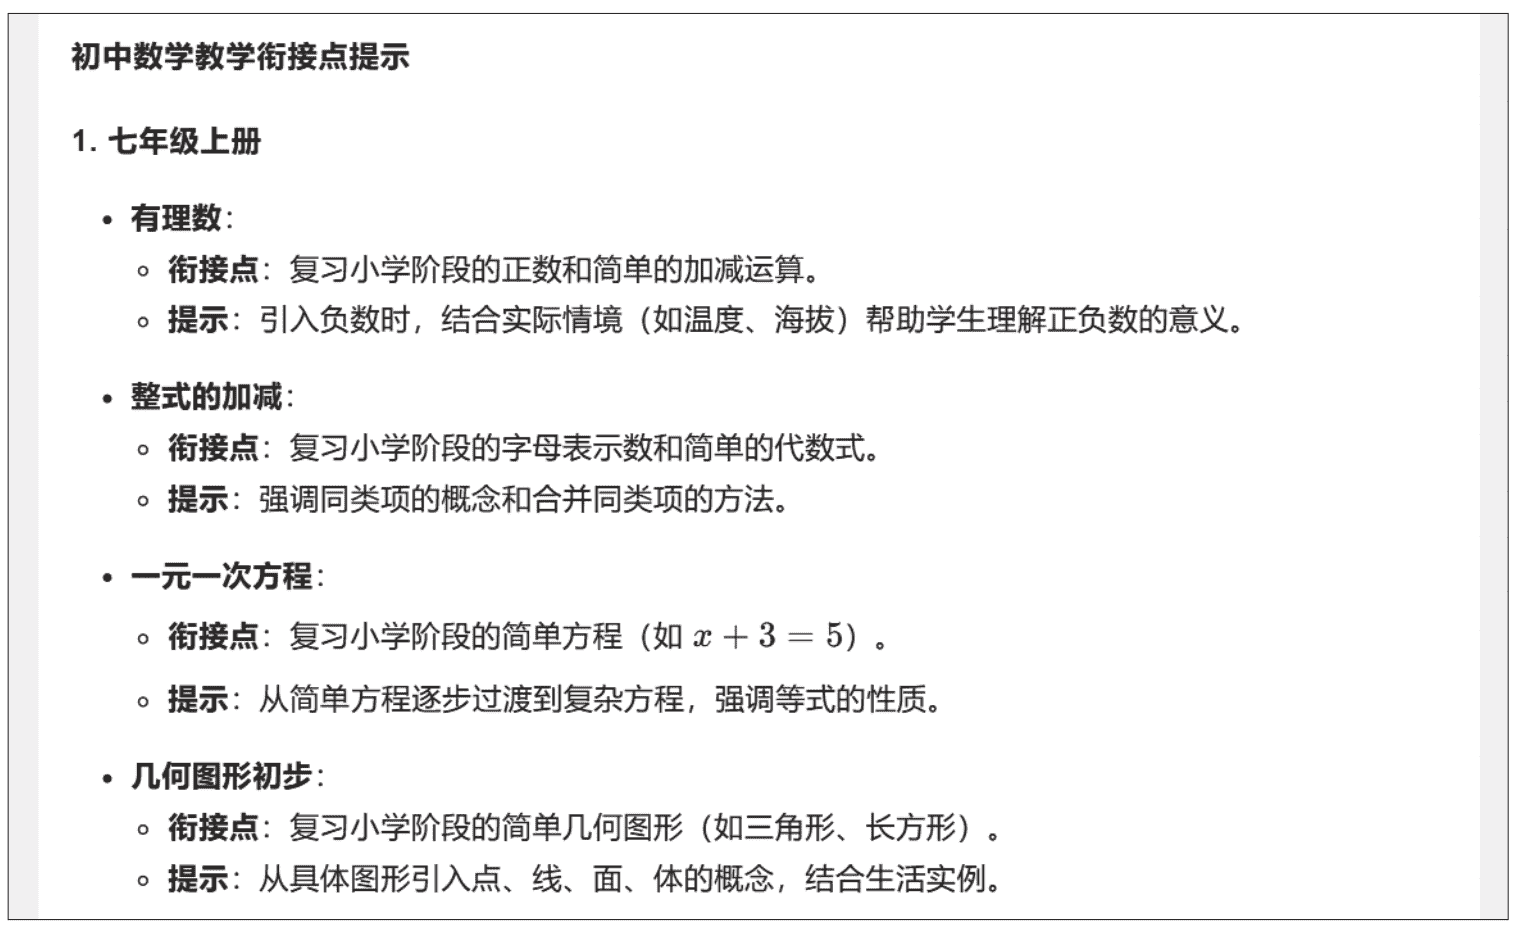 初中数学教学衔接点提示
1. 七年级上册
• 有理数：
◦ 衔接点：复习小学阶段的正数和简单的加减运算。
◦ 提示：引入负数时，结合实际情境（如温度、海拔）帮助学生理解正负数的意义。
• 整式的加减：
◦ 衔接点：复习小学阶段的字母表示数和简单的代数式。
◦ 提示：强调同类项的概念和合并同类项的方法。
• 一元一次方程：
◦ 衔接点：复习小学阶段的简单方程（如 x + 3 = 5）。
◦ 提示：从简单方程逐步过渡到复杂方程，强调等式的性质。
• 几何图形初步：
◦ 衔接点：复习小学阶段的简单几何图形（如三角形、长方形）。
◦ 提示：从具体图形引入点、线、面、体的概念，结合生活实例。